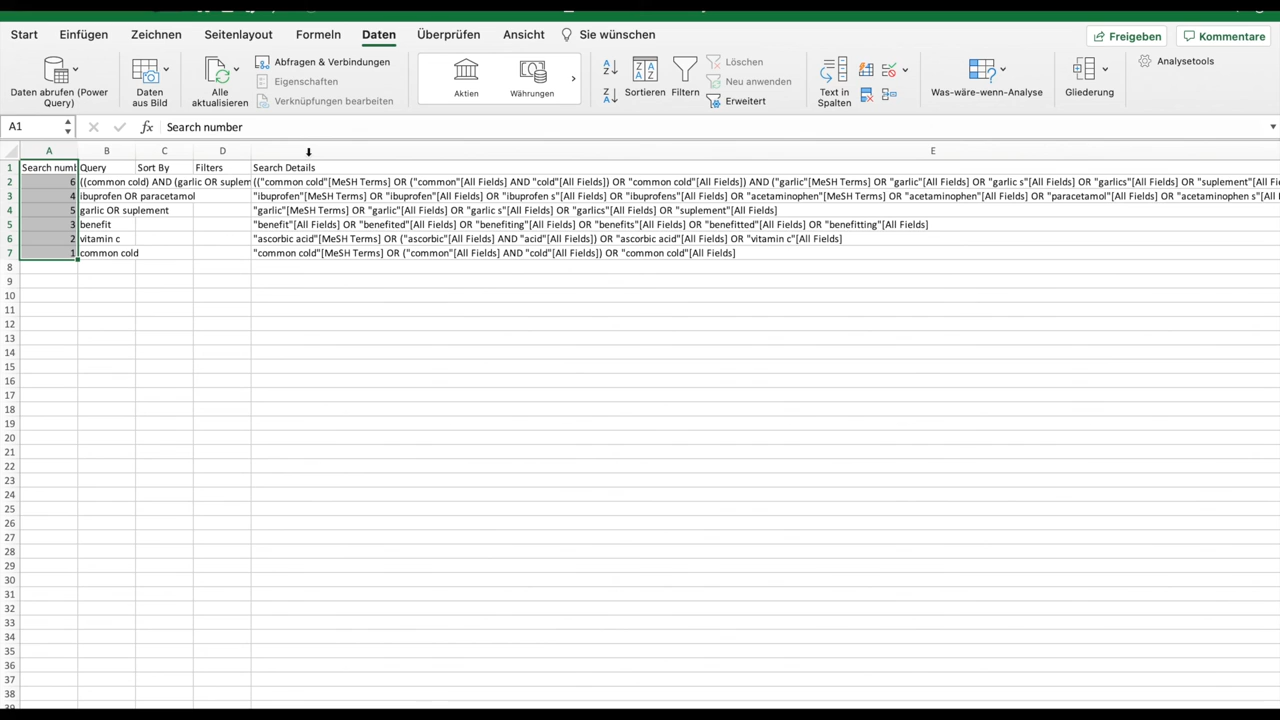 Start Einfügen Zeichnen Seitenlayout Formeln Daten Überprüfen Ansicht Sie wünschen Freigeben Kommentare
Daten abrufen (Power Query)
Daten aus Bild
Alle aktualisieren
Abfragen & Verbindungen
Eigenschaften
Verknüpfungen bearbeiten
Aktien
Währungen
Sortieren
Filtern
Löschen
Neu anwenden
Erweitert
Text in Spalten
Was-wäre-wenn-Analyse
Gliederung
Analysetools
A1 fx Search number
A B C D E
1 Search numb Query Sort By Filters Search Details
2 6 ((common cold) AND (garlic OR suplem (("common cold"[MeSH Terms] OR ("common"[All Fields] AND "cold"[All Fields]) OR "common cold"[All Fields]) AND ("garlic"[MeSH Terms] OR "garlic"[All Fields] OR "garlic s"[All Fields] OR "garlics"[All Fields] OR "suplement"[All Fields]
3 4 ibuprofen OR paracetamol "ibuprofen"[MeSH Terms] OR "ibuprofen"[All Fields] OR "ibuprofen s"[All Fields] OR "ibuprofens"[All Fields] OR "acetaminophen"[MeSH Terms] OR "acetaminophen"[All Fields] OR "paracetamol"[All Fields] OR "acetaminophen s"[All Fields]
4 5 garlic OR suplement "garlic"[MeSH Terms] OR "garlic"[All Fields] OR "garlic s"[All Fields] OR "garlics"[All Fields] OR "suplement"[All Fields]
5 3 benefit "benefit"[All Fields] OR "benefited"[All Fields] OR "benefiting"[All Fields] OR "benefits"[All Fields] OR "benefitted"[All Fields] OR "benefitting"[All Fields]
6 2 vitamin c "ascorbic acid"[MeSH Terms] OR ("ascorbic"[All Fields] AND "acid"[All Fields]) OR "ascorbic acid"[All Fields] OR "vitamin c"[All Fields]
7 1 common cold "common cold"[MeSH Terms] OR ("common"[All Fields] AND "cold"[All Fields]) OR "common cold"[All Fields]
8
9
10
11
12
13
14
15
16
17
18
19
20
21
22
23
24
25
26
27
28
29
30
31
32
33
34
35
36
37
38